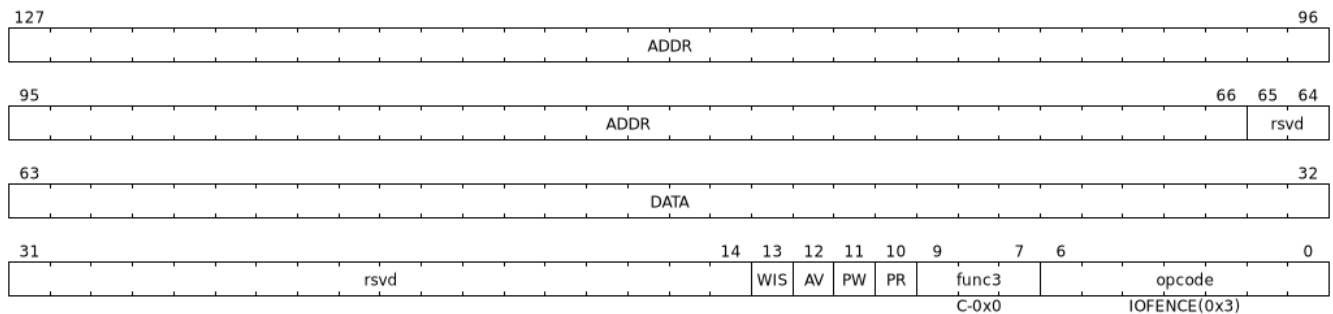 127 96
ADDR
95 66 65 64
ADDR rsvd
63 32
DATA
31 14 13 12 11 10 9 7 6 0
rsvd WIS AV PW PR func3 opcode
C-0x0 IOFENCE(0x3)